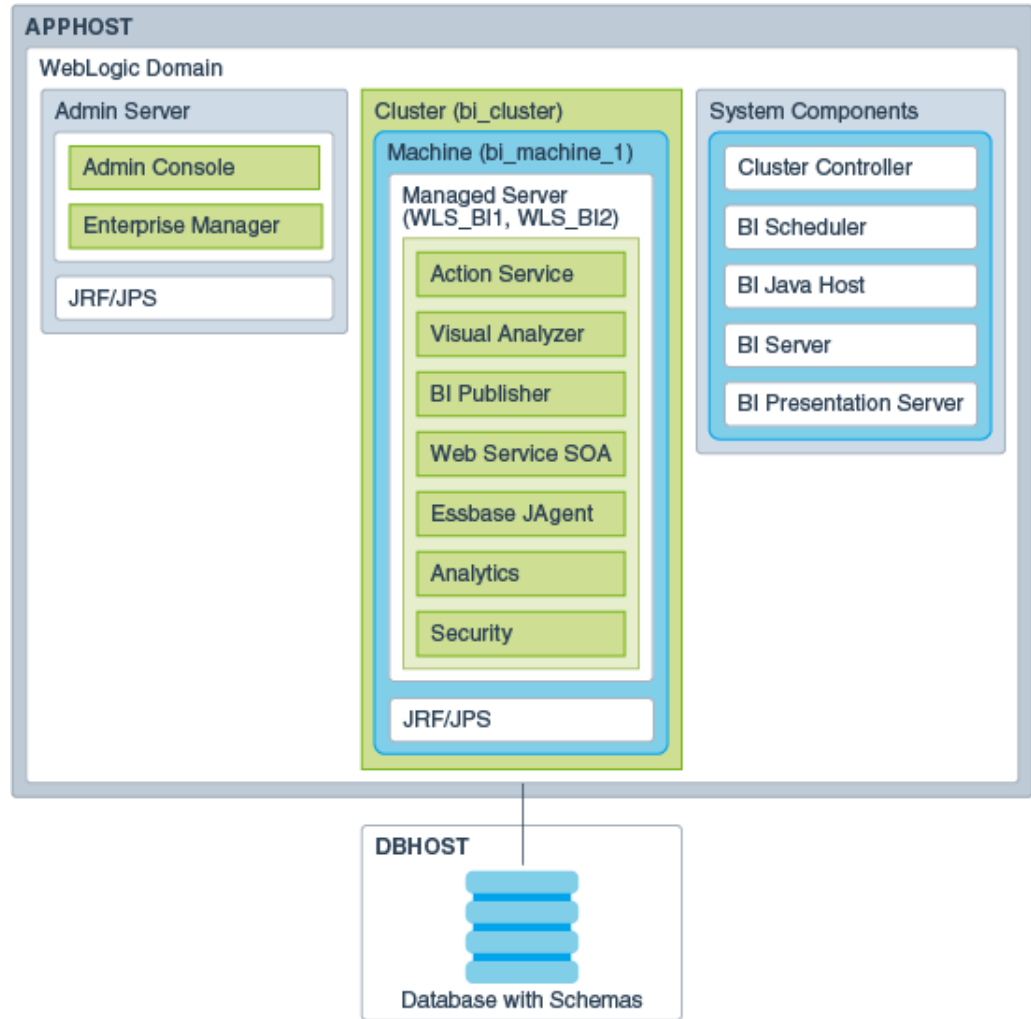 APPHOST
WebLogic Domain
Admin Server
Admin Console
Enterprise Manager
JRF/JPS
Cluster (bi_cluster)
Machine (bi_machine_1)
Managed Server
(WLS_BI1, WLS_BI2)
Action Service
Visual Analyzer
BI Publisher
Web Service SOA
Essbase JAgent
Analytics
Security
JRF/JPS
System Components
Cluster Controller
BI Scheduler
BI Java Host
BI Server
BI Presentation Server
DBHOST
Database with Schemas